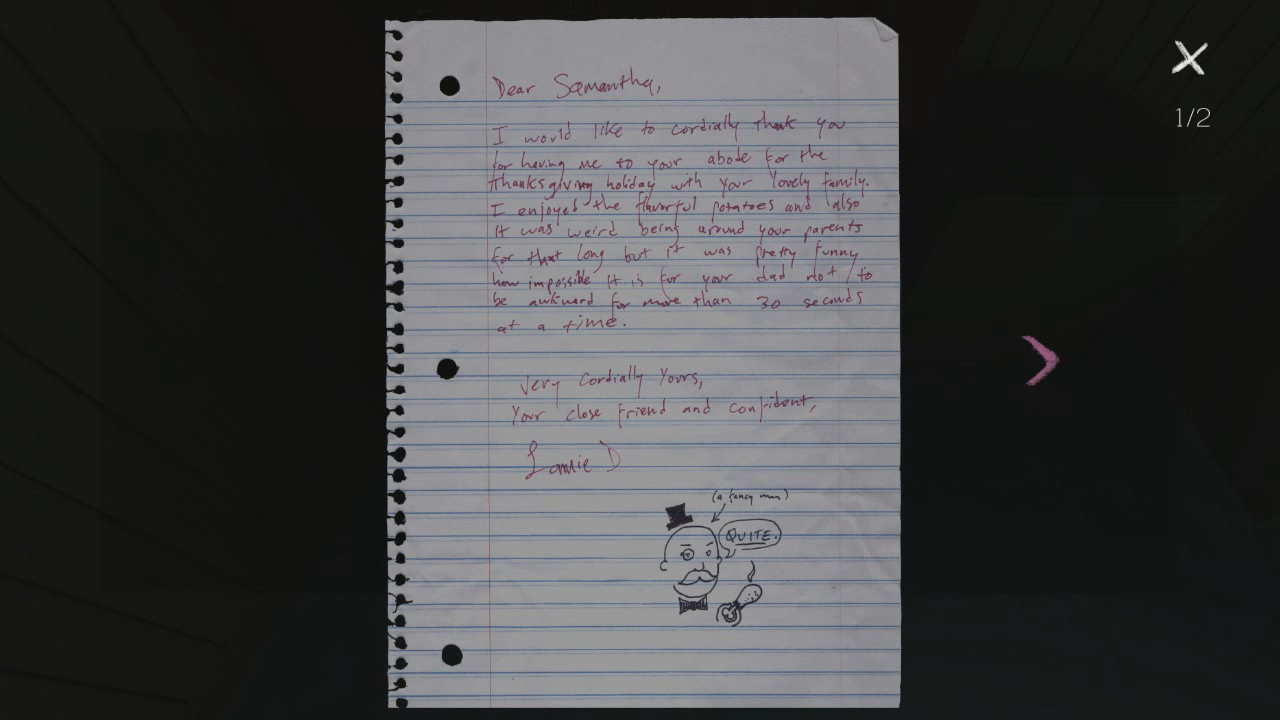 1/2
Dear Samantha,
I would like to cordially thank you
for having me to your abode for the
thanksgiving holiday with your lovely family.
I enjoyed the flavorful potatoes and also
it was weird being around your parents
for that long but it was pretty funny
how impossible it is for your dad not to
be awkward for more than 30 seconds
at a time.
Very Cordially Yours,
Your close friend and confident,
Lonnie D
(a fancy man)
QUITE.